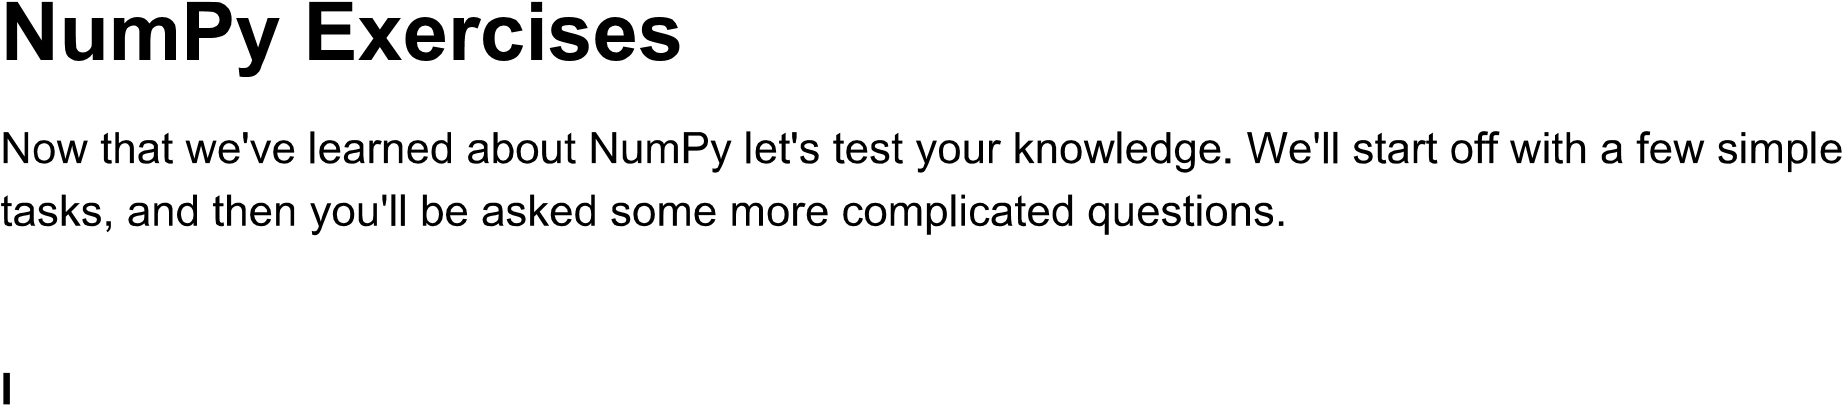 NumPy Exercises
Now that we've learned about NumPy let's test your knowledge. We'll start off with a few simple
tasks, and then you'll be asked some more complicated questions.
I